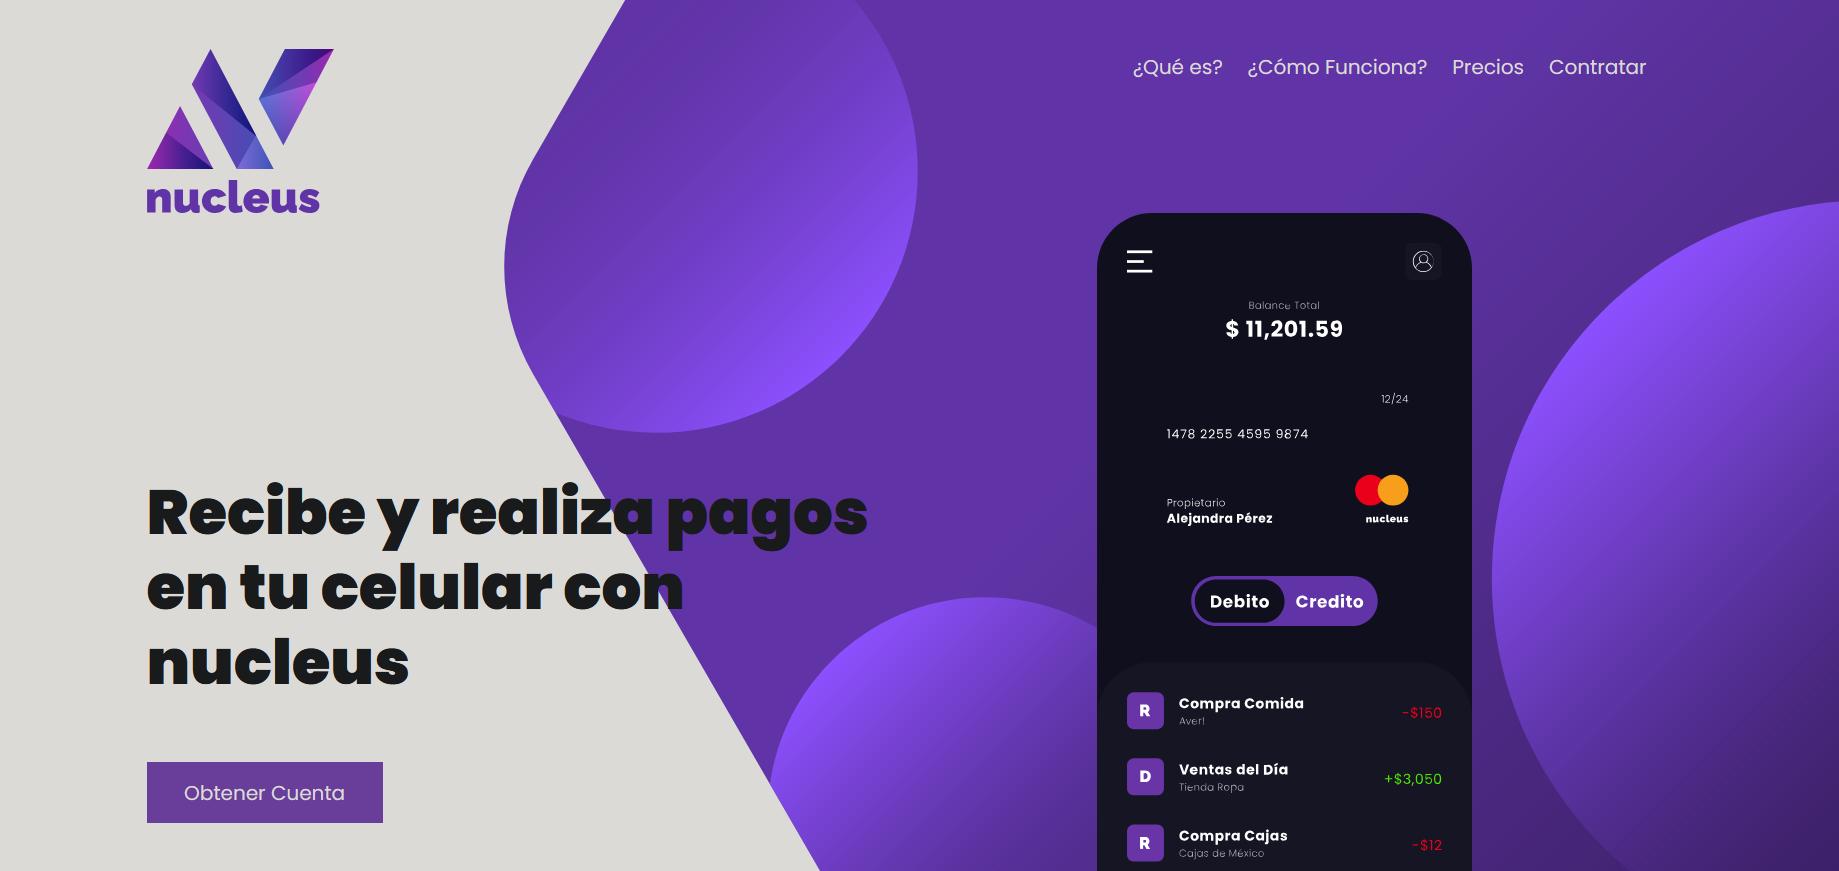 nucleus
¿Qué es? ¿Cómo Funciona? Precios Contratar
Recibe y realiza pagos
en tu celular con
nucleus
Obtener Cuenta
Balance Total
$ 11,201.59
12/24
1478 2255 4595 9874
Propietario
Alejandra Pérez
nucleus
Debito Credito
R Compra Comida -$150
Aver!
D Ventas del Día +$3,050
Tienda Ropa
R Compra Cajas -$12
Cajas de México